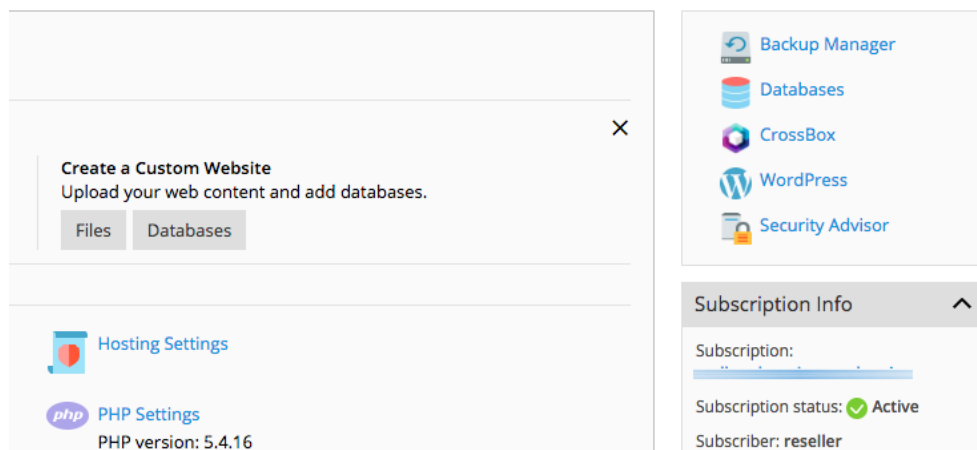 Create a Custom Website
Upload your web content and add databases.
Files
Databases
Hosting Settings
php
PHP Settings
PHP version: 5.4.16
Backup Manager
Databases
CrossBox
WordPress
Security Advisor
Subscription Info
Subscription:
Subscription status: Active
Subscriber: reseller